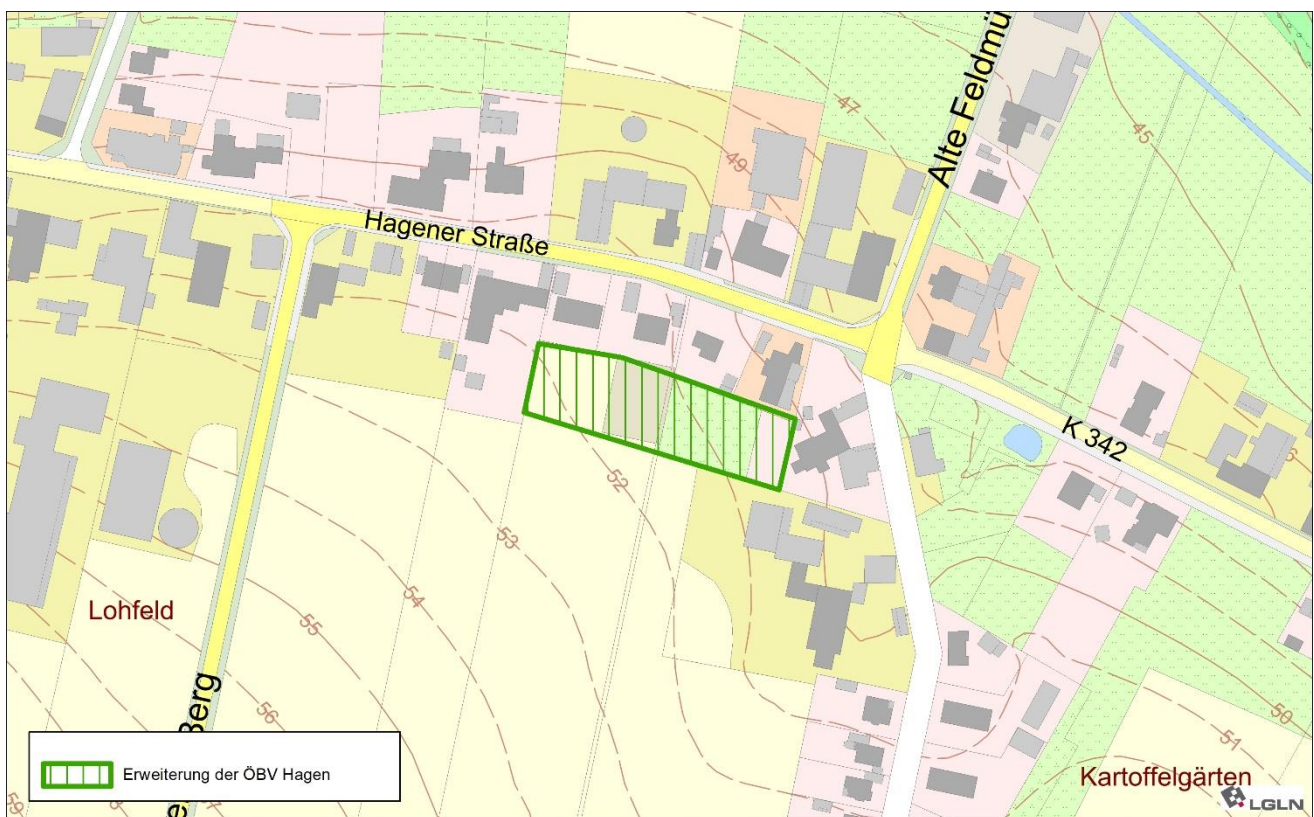 Alte Feldmü
47
45
49
Hagener Straße
K 342
52
53
54
Lohfeld
55
50
56
51
Berg
Kartoffelgärten
Erweiterung der ÖBV Hagen
59
LGLN